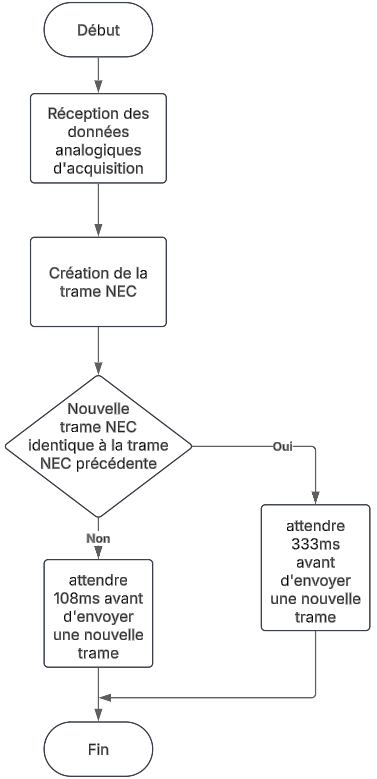 Début
Réception des
données
analogiques
d'acquisition
Création de la
trame NEC
Nouvelle
trame NEC
identique à la trame
NEC précédente
Oui
Non
attendre
333ms
avant
d'envoyer
une nouvelle
trame
attendre
108ms avant
d'envoyer
une nouvelle
trame
Fin